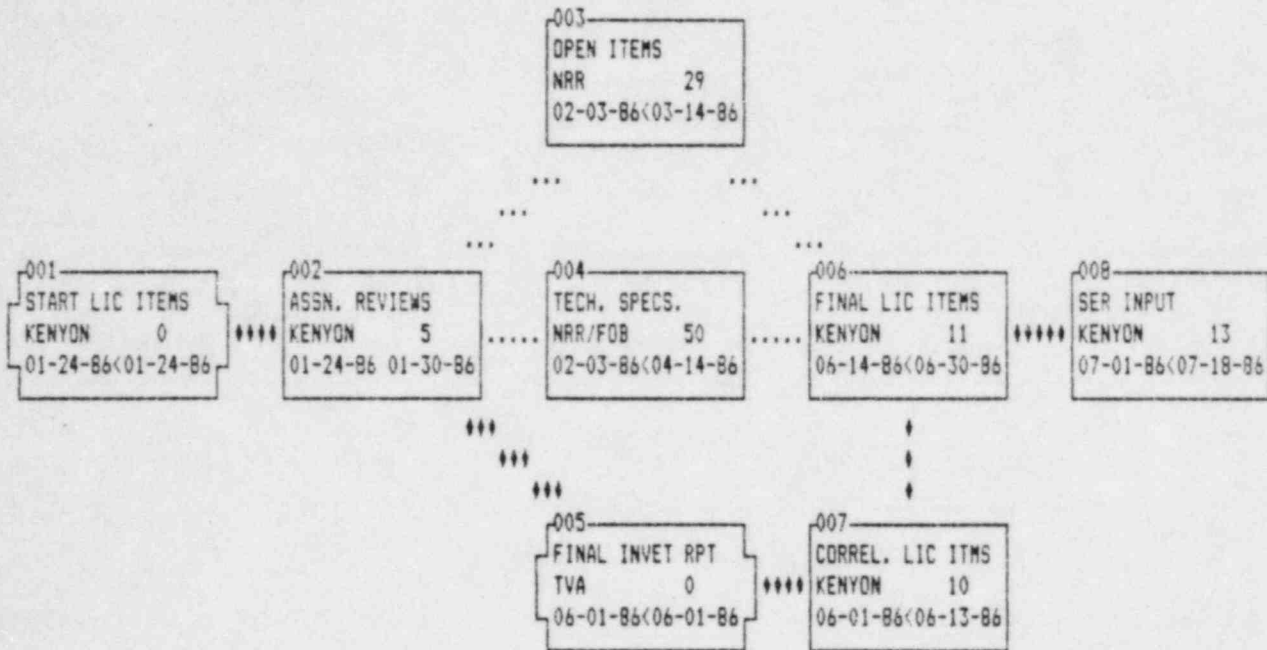 003
OPEN ITEMS
NRR 29
02-03-86<03-14-86
001
START LIC ITEMS
KENYON 0
01-24-86<01-24-86
002
ASSN. REVIEWS
KENYON 5
01-24-86 01-30-86
004
TECH. SPECS.
NRR/FOB 50
02-03-86<04-14-86
006
FINAL LIC ITEMS
KENYON 11
06-14-86<06-30-86
008
SER INPUT
KENYON 13
07-01-86<07-18-86
005
FINAL INVET RPT
TVA 0
06-01-86<06-01-86
007
CORREL. LIC ITMS
KENYON 10
06-01-86<06-13-86